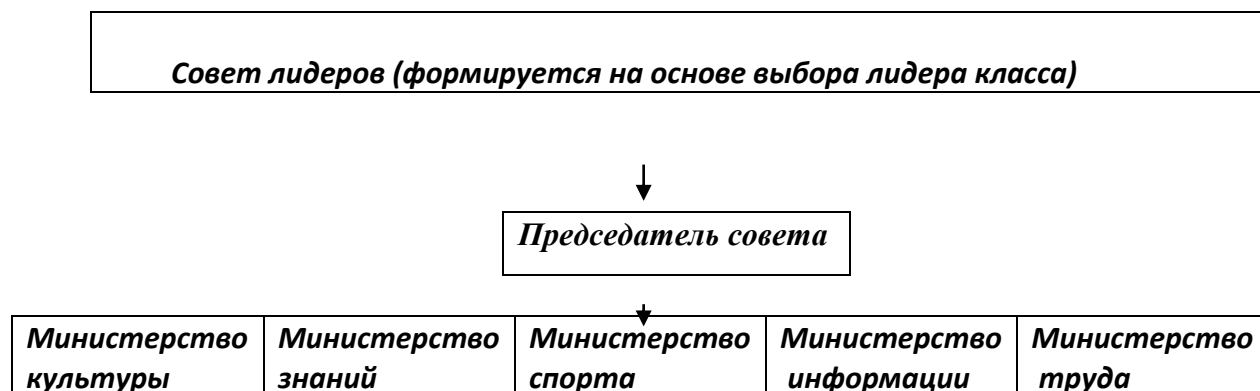 Совет лидеров (формируется на основе выбора лидера класса)
Председатель совета
Министерство культуры
Министерство знаний
Министерство спорта
Министерство информации
Министерство труда